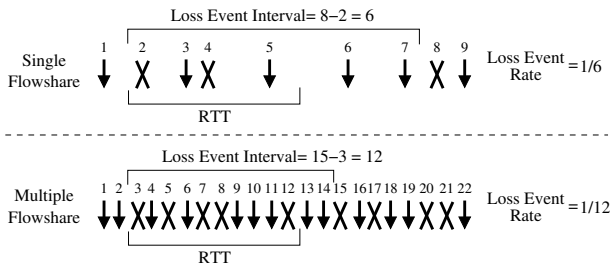 Loss Event Interval= 8−2 = 6
1 2 3 4 5 6 7 8 9
Single
Flowshare
Loss Event
Rate
=1/6
RTT
Loss Event Interval= 15−3 = 12
1 2 3 4 5 6 7 8 9 10 11 12 13 14 15 16 17 18 19 20 21 22
Multiple
Flowshare
Loss Event
Rate
=1/12
RTT